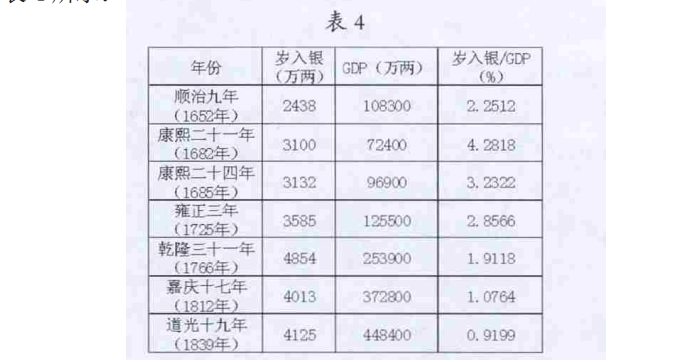 表 4
年份 岁入银（万两） GDP（万两） 岁入银/GDP（%）
顺治九年（1652年） 2438 108300 2.2512
康熙二十一年（1682年） 3100 72400 4.2818
康熙二十四年（1685年） 3132 96900 3.2322
雍正三年（1725年） 3585 125500 2.8566
乾隆三十一年（1766年） 4854 253900 1.9118
嘉庆十七年（1812年） 4013 372800 1.0764
道光十九年（1839年） 4125 448400 0.9199